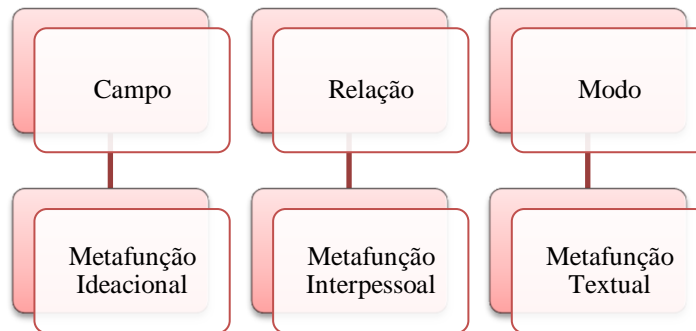 Campo
Relação
Modo
Metafunção
Ideacional
Metafunção
Interpessoal
Metafunção
Textual